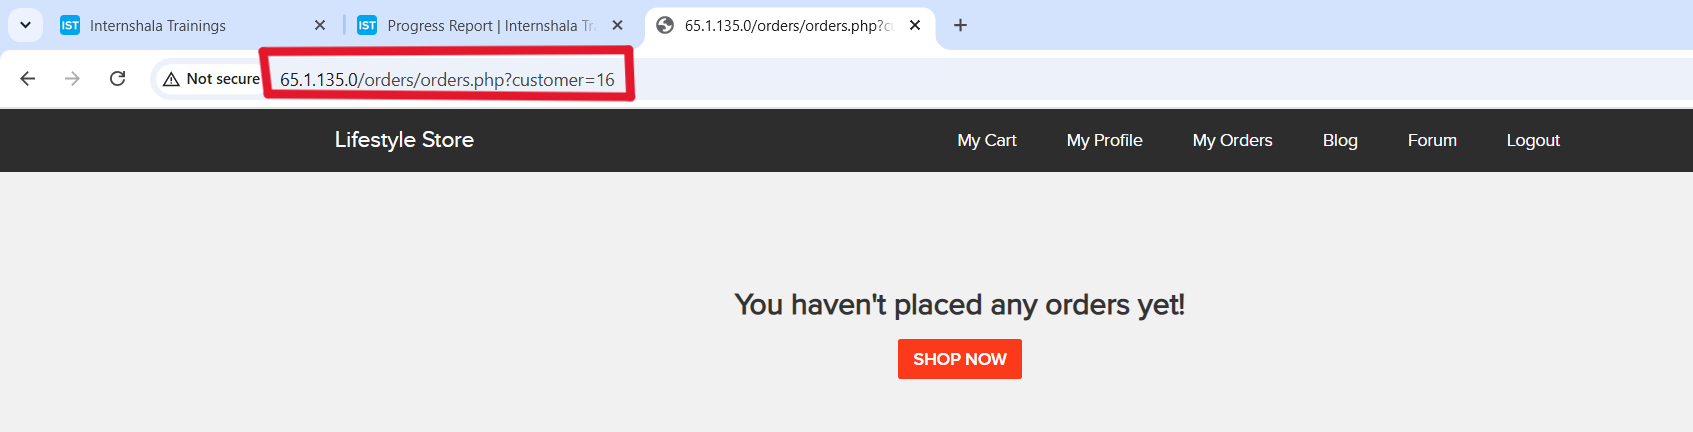 IST Internshala Trainings
IST Progress Report | Internshala Tr
65.1.135.0/orders/orders.php?c
Not secure 65.1.135.0/orders/orders.php?customer=16
Lifestyle Store My Cart My Profile My Orders Blog Forum Logout
You haven't placed any orders yet!
SHOP NOW